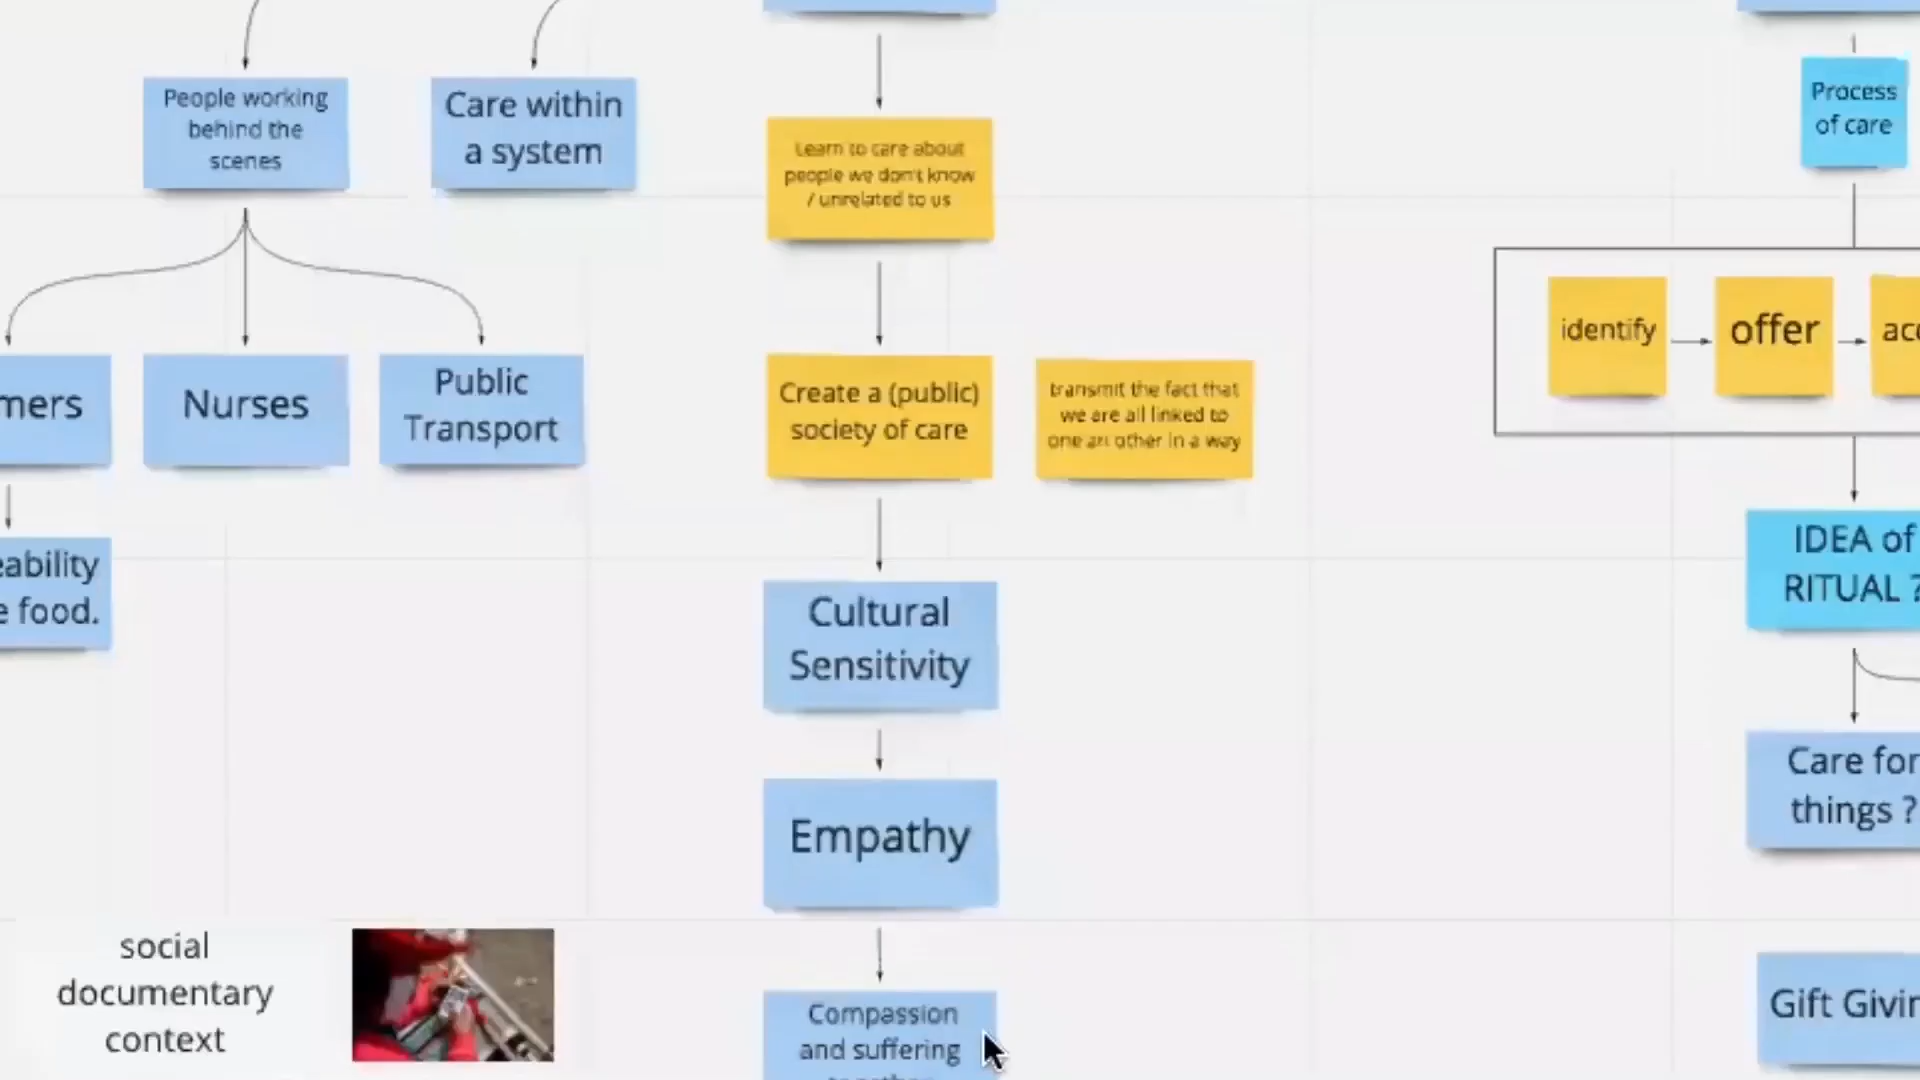 People working
behind the
scenes
Care within
a system
Learn to care about
people we don't know
/ unrelated to us
Process
of care
identify
offer
mers
Nurses
Public
Transport
Create a (public)
society of care
transmit the fact that
we are all linked to
one an other in a way
eability
e food.
Cultural
Sensitivity
IDEA of
RITUAL ?
Empathy
Care for
things ?
social
documentary
context
Compassion
and suffering
together
Gift Givin